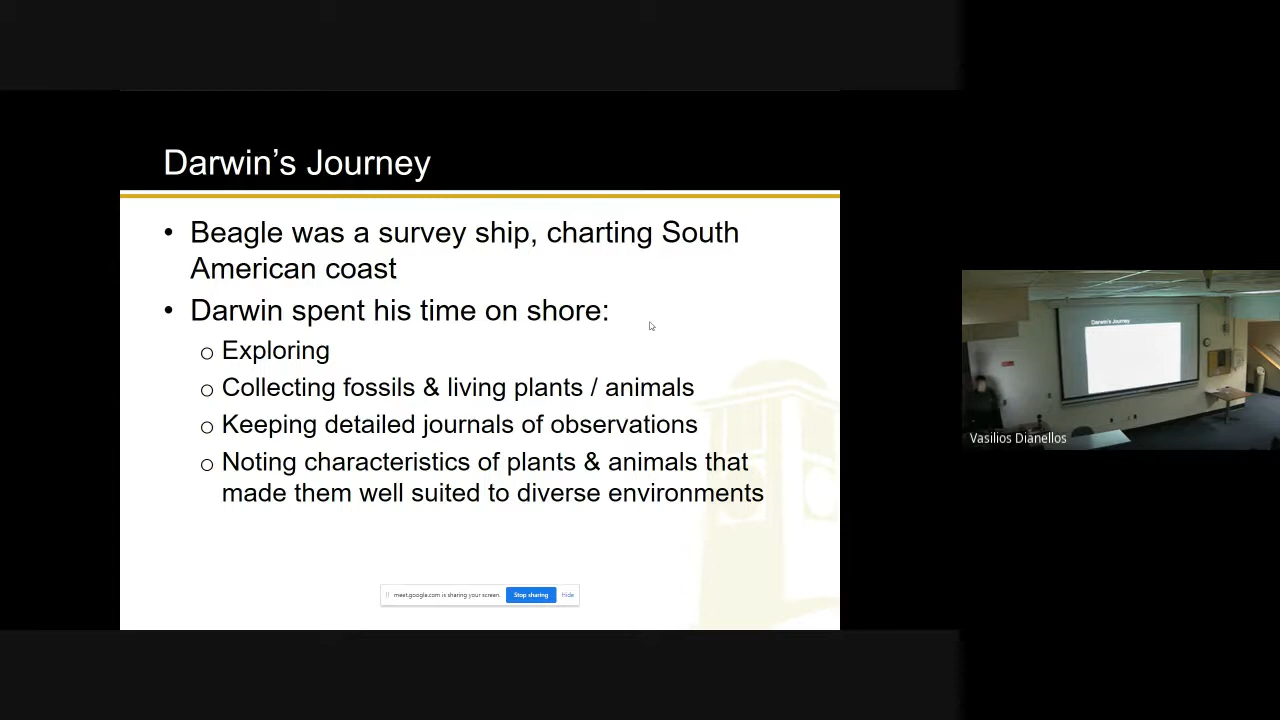 Darwin’s Journey
• Beagle was a survey ship, charting South
American coast
• Darwin spent his time on shore:
o Exploring
o Collecting fossils & living plants / animals
o Keeping detailed journals of observations
o Noting characteristics of plants & animals that
made them well suited to diverse environments
meet.google.com is sharing your screen. Stop sharing Hide
Darwin's Journey
Vasilios Dianellos